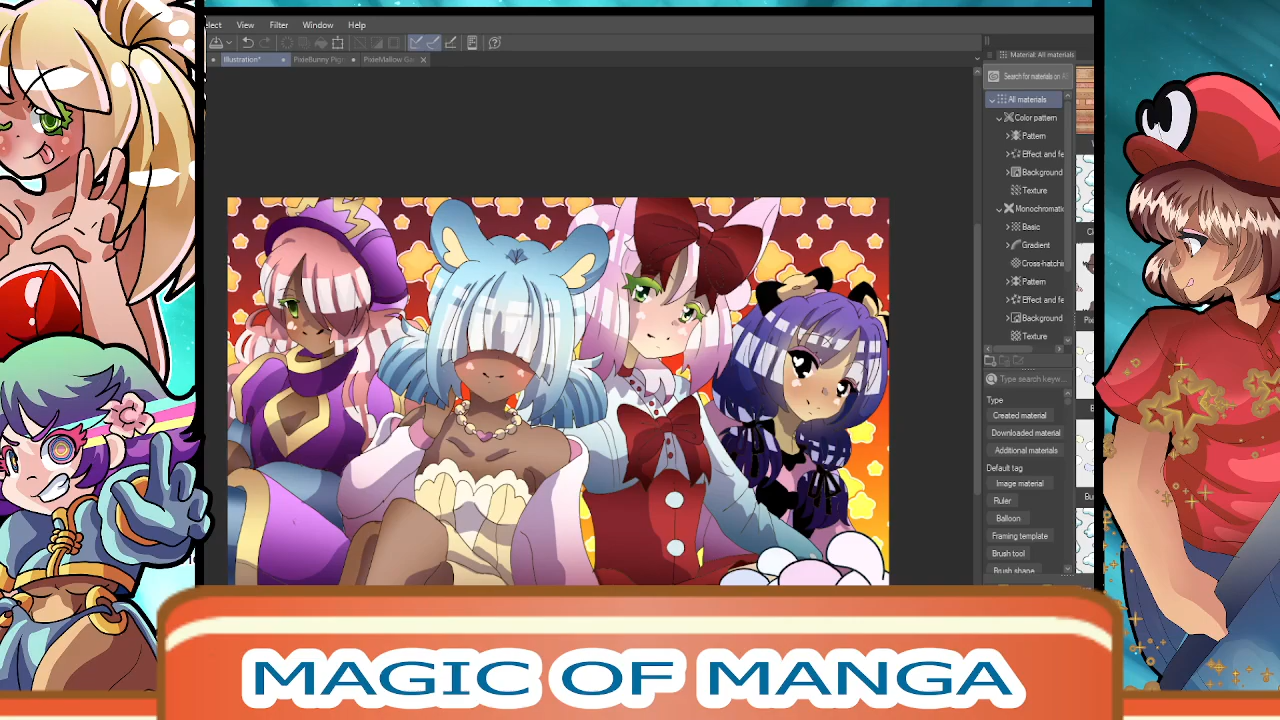 View Filter Window Help
Illustration* PixieBunny PixieMallow
Material: All materials
Search for materials on
All materials
Color pattern
Pattern
Effect and fe
Background
Texture
Monochromatic
Basic
Gradient
Cross-hatchi
Pattern
Effect and fe
Background
Texture
Type search keyw...
Type
Created material
Downloaded material
Additional materials
Default tag
Image material
Ruler
Balloon
Framing template
Brush tool
Brush shape
MAGIC OF MANGA